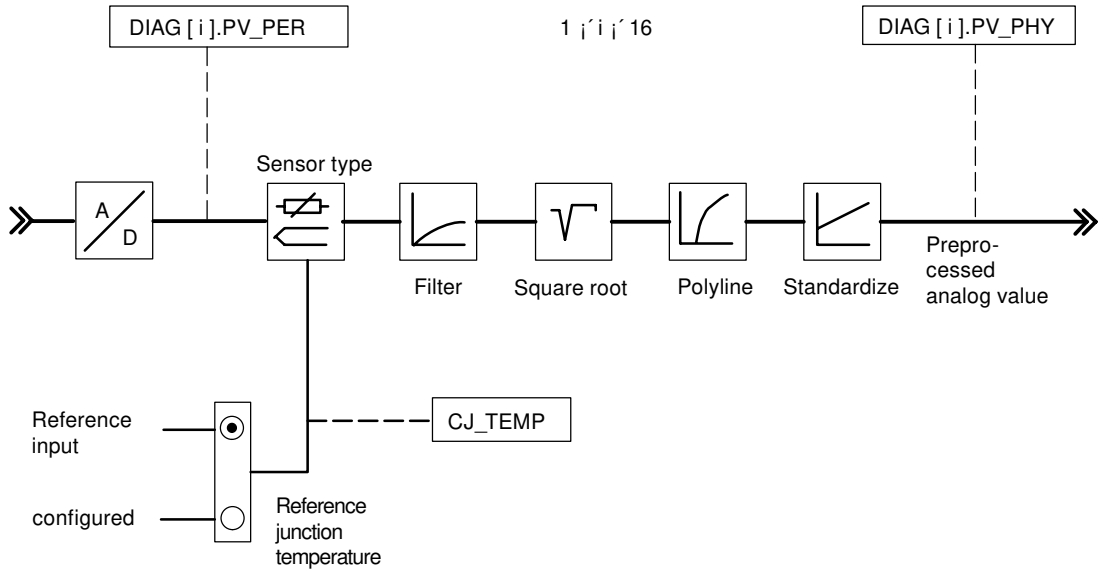 DIAG [ i ].PV_PER
1 ¡´i ¡´16
DIAG [ i ].PV_PHY
Sensor type
A
D
Filter
Square root
Polyline
Standardize
Prepro-
cessed
analog value
Reference
input
CJ_TEMP
configured
Reference
junction
temperature